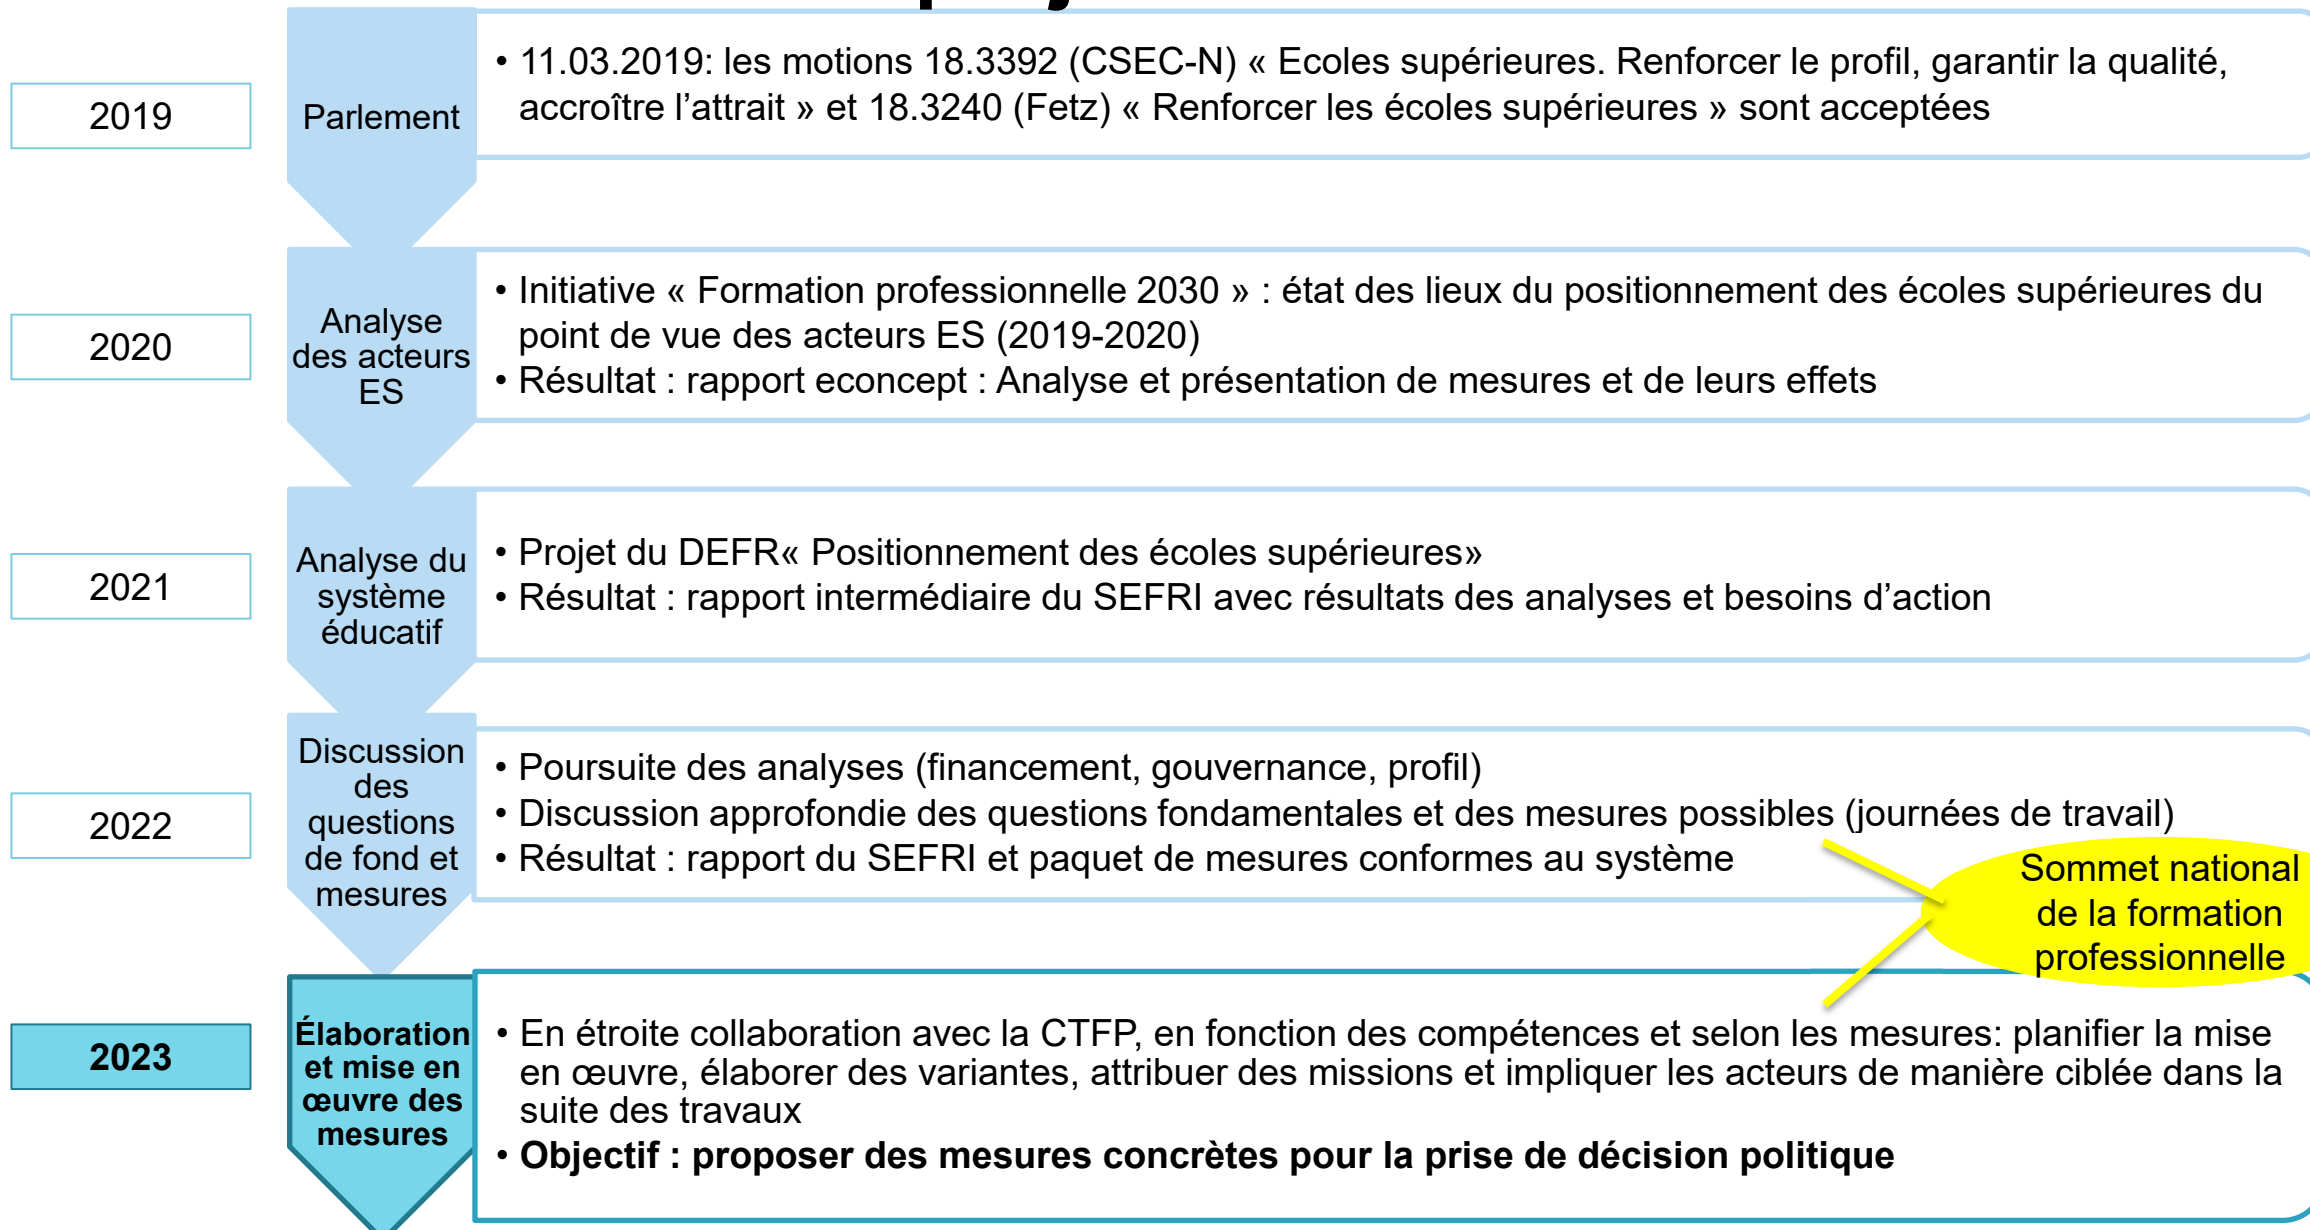 2019
Parlement
• 11.03.2019: les motions 18.3392 (CSEC-N) « Ecoles supérieures. Renforcer le profil, garantir la qualité,
accroître l’attrait » et 18.3240 (Fetz) « Renforcer les écoles supérieures » sont acceptées
2020
Analyse
des acteurs
ES
• Initiative « Formation professionnelle 2030 » : état des lieux du positionnement des écoles supérieures du
point de vue des acteurs ES (2019-2020)
• Résultat : rapport econcept : Analyse et présentation de mesures et de leurs effets
2021
Analyse du
système
éducatif
• Projet du DEFR« Positionnement des écoles supérieures»
• Résultat : rapport intermédiaire du SEFRI avec résultats des analyses et besoins d’action
2022
Discussion
des
questions
de fond et
mesures
• Poursuite des analyses (financement, gouvernance, profil)
• Discussion approfondie des questions fondamentales et des mesures possibles (journées de travail)
• Résultat : rapport du SEFRI et paquet de mesures conformes au système
Sommet national
de la formation
professionnelle
2023
Élaboration
et mise en
œuvre des
mesures
• En étroite collaboration avec la CTFP, en fonction des compétences et selon les mesures: planifier la mise
en œuvre, élaborer des variantes, attribuer des missions et impliquer les acteurs de manière ciblée dans la
suite des travaux
• Objectif : proposer des mesures concrètes pour la prise de décision politique